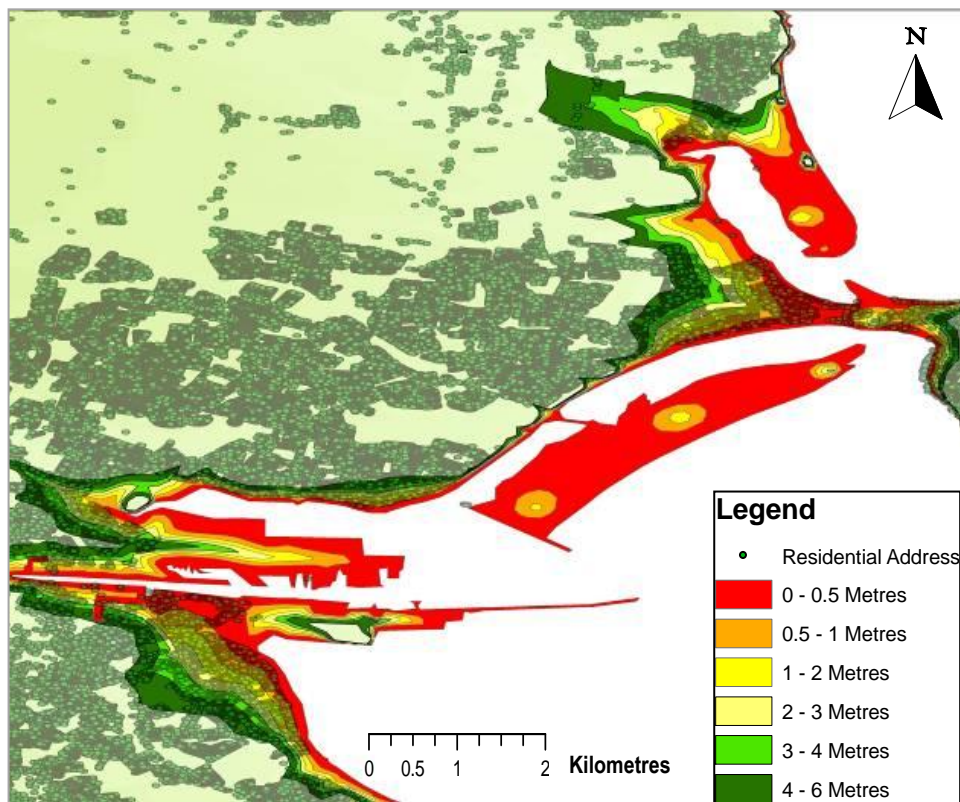 N
Legend
Residential Address
0 - 0.5 Metres
0.5 - 1 Metres
1 - 2 Metres
2 - 3 Metres
3 - 4 Metres
4 - 6 Metres
0 0.5 1 2 Kilometres